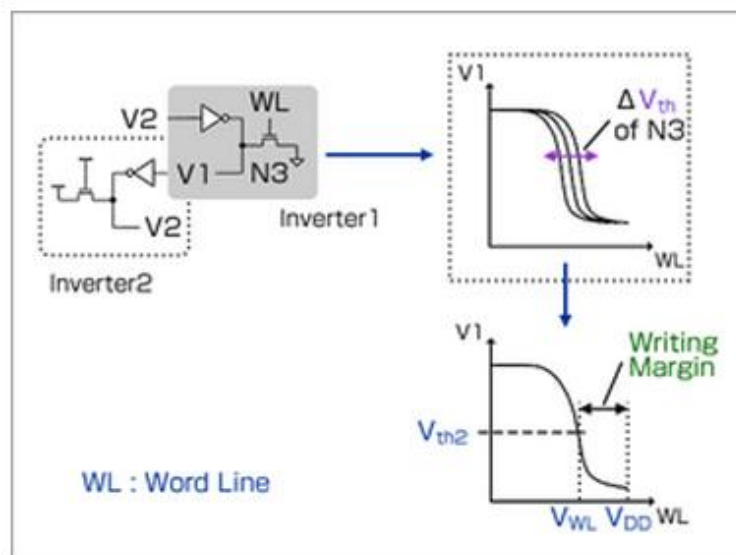 V1
WL
Δ Vth
of N3
V2
V1
N3
V2
Inverter1
Inverter2
WL
V1
Writing
Margin
Vth2
WL : Word Line
VWL
VDD
WL